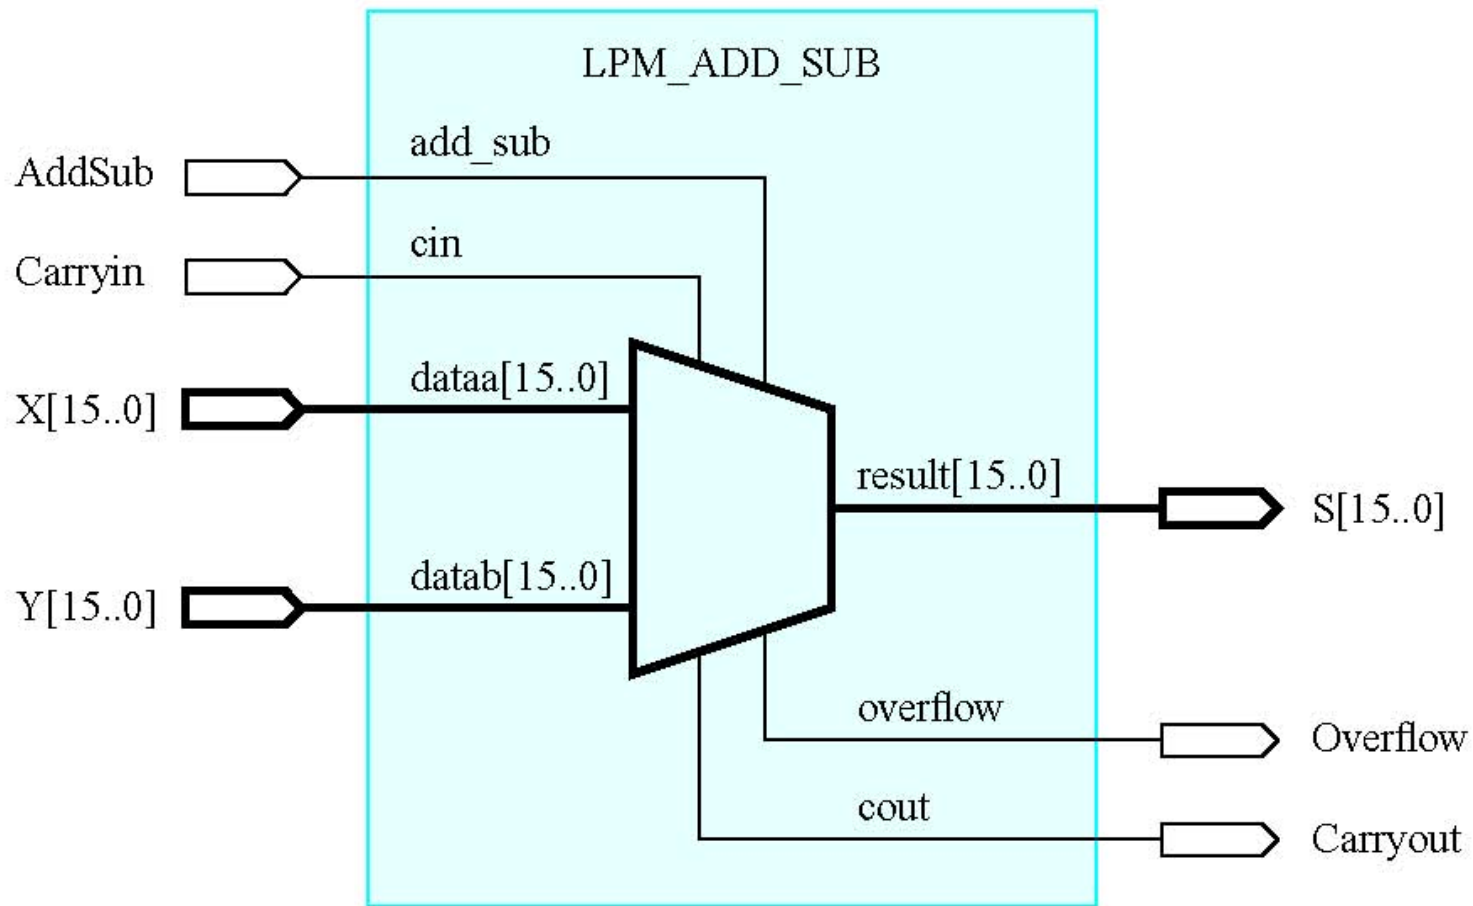 LPM_ADD_SUB
AddSub
add_sub
Carryin
cin
X[15..0]
dataa[15..0]
result[15..0]
S[15..0]
Y[15..0]
datab[15..0]
overflow
Overflow
cout
Carryout